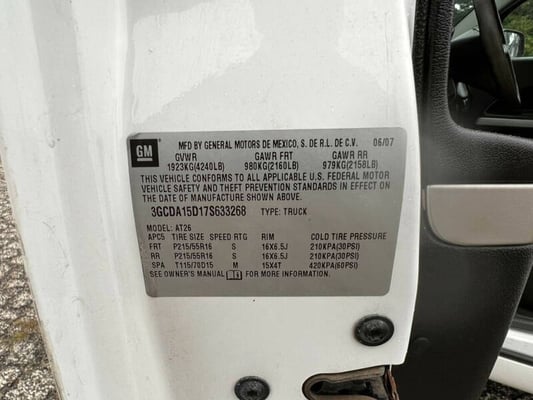 GM
MFD BY GENERAL MOTORS DE MEXICO, S. DE R.L. DE C.V. 06/07
GVWR GAWR FRT GAWR RR
1923KG(4240LB) 980KG(2160LB) 979KG(2158LB)
THIS VEHICLE CONFORMS TO ALL APPLICABLE U.S. FEDERAL MOTOR
VEHICLE SAFETY AND THEFT PREVENTION STANDARDS IN EFFECT ON
THE DATE OF MANUFACTURE SHOWN ABOVE.
3GCDA15D17S633268 TYPE: TRUCK
MODEL: AT26
APC5 TIRE SIZE SPEED RTG RIM COLD TIRE PRESSURE
FRT P215/55R16 S 16X6.5J 210KPA(30PSI)
RR P215/55R16 S 16X6.5J 210KPA(30PSI)
SPA T115/70D15 M 15X4T 420KPA(60PSI)
SEE OWNER'S MANUAL FOR MORE INFORMATION.